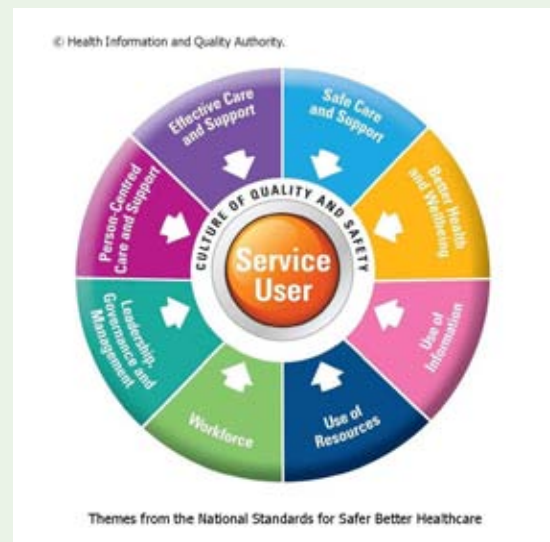 © Health Information and Quality Authority.
Effective Care
and Support
Safe Care
and Support
Better Health
and Wellbeing
Use of
Information
Use of
Resources
Workforce
Leadership,
Governance and
Management
Person-Centred
Care and Support
CULTURE OF QUALITY AND SAFETY
Service
User
Themes from the National Standards for Safer Better Healthcare